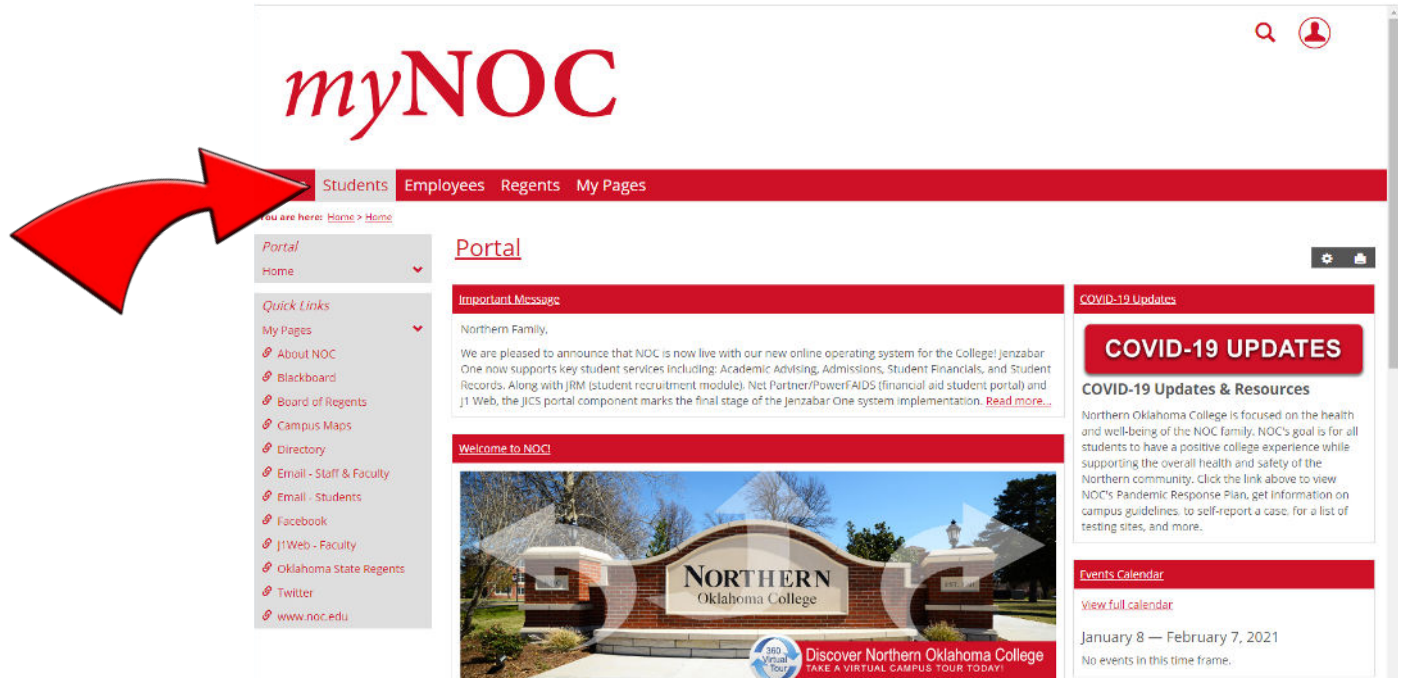 myNOC
Students Employees Regents My Pages
You are here: Home > Home
Portal
Home
Quick Links
My Pages
About NOC
Blackboard
Board of Regents
Campus Maps
Directory
Email - Staff & Faculty
Email - Students
Facebook
J1Web - Faculty
Oklahoma State Regents
Twitter
www.noc.edu
Portal
Important Message
Northern Family,
We are pleased to announce that NOC is now live with our new online operating system for the College! Jenzabar
One now supports key student services including: Academic Advising, Admissions, Student Financials, and Student
Records. Along with JRM (student recruitment module), Net Partner/PowerFAIDS (financial aid student portal) and
J1 Web, the JICS portal component marks the final stage of the Jenzabar One system implementation. Read more...
Welcome to NOC!
NORTHERN
Oklahoma College
EST. 1901
360
Virtual
Tour
Discover Northern Oklahoma College
TAKE A VIRTUAL CAMPUS TOUR TODAY!
COVID-19 Updates
COVID-19 UPDATES
COVID-19 Updates & Resources
Northern Oklahoma College is focused on the health
and well-being of the NOC family. NOC's goal is for all
students to have a positive college experience while
supporting the overall health and safety of the
Northern community. Click the link above to view
NOC's Pandemic Response Plan, get information on
campus guidelines, to self-report a case, for a list of
testing sites, and more.
Events Calendar
View full calendar
January 8 — February 7, 2021
No events in this time frame.